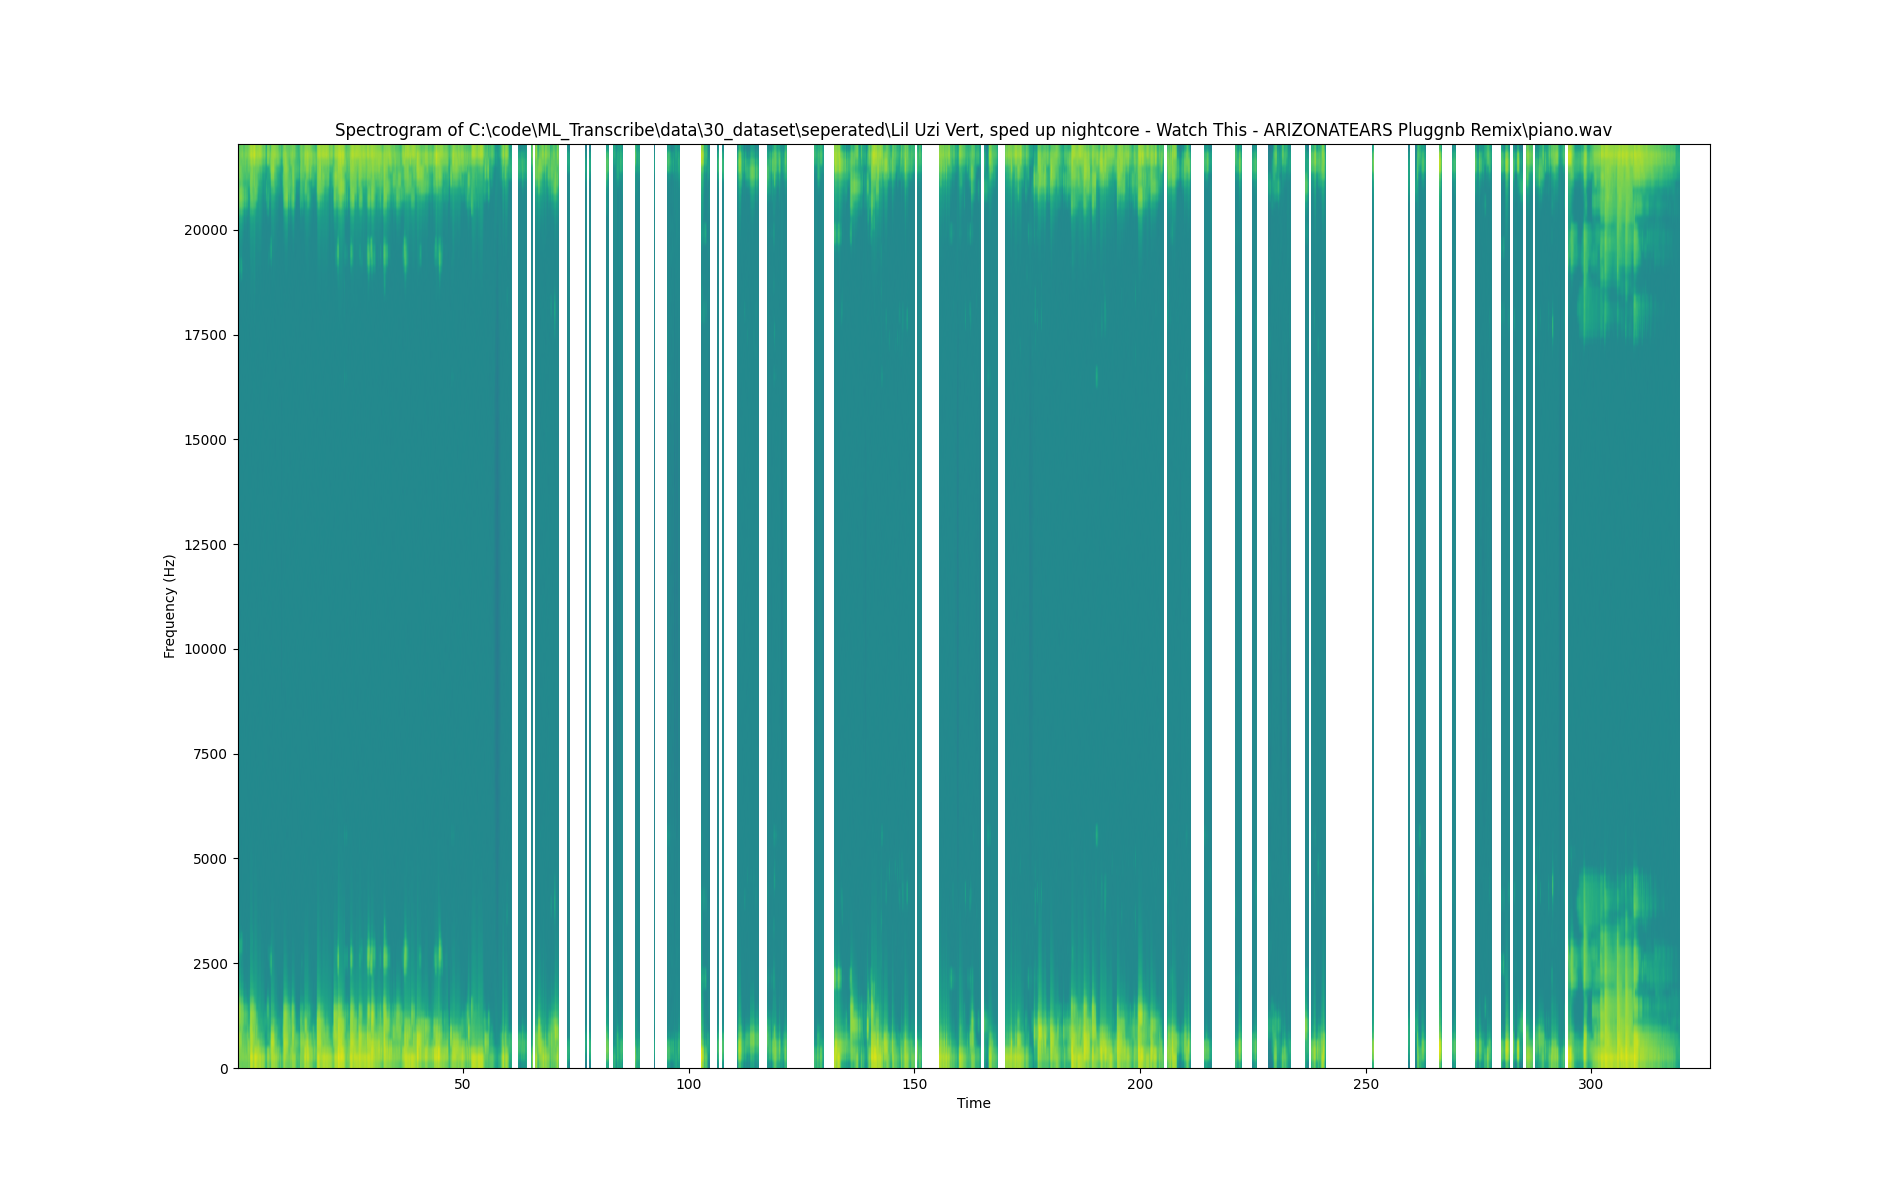 Spectrogram of C:\code\ML_Transcribe\data\30_dataset\seperated\Lil Uzi Vert, sped up nightcore - Watch This - ARIZONATEARS Pluggnb Remix\piano.wav
Frequency (Hz)
20000
17500
15000
12500
10000
7500
5000
2500
0
50 100 150 200 250 300
Time